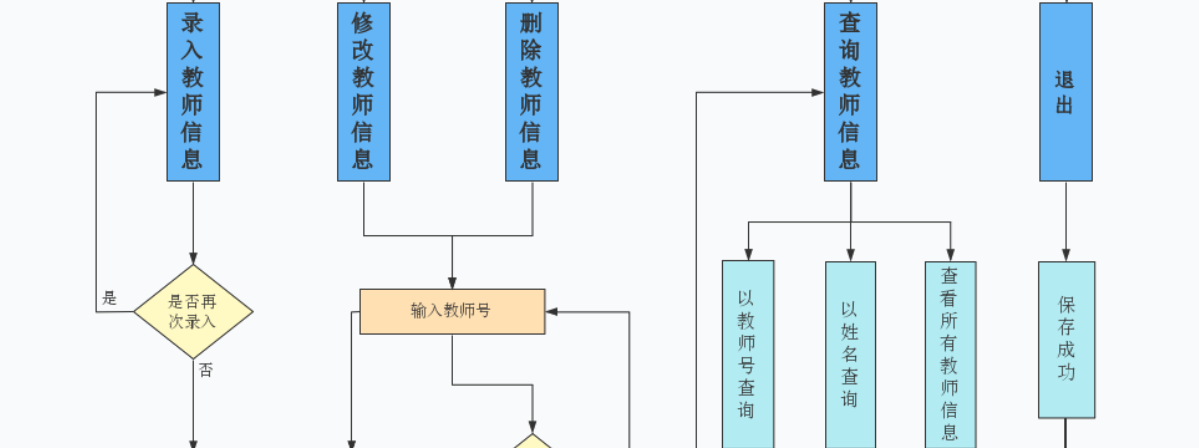 录入教师信息
修改教师信息
删除教师信息
查询教师信息
退出
是
是否再
次录入
否
输入教师号
以教师号查询
以姓名查询
查看所有教师信息
保存成功